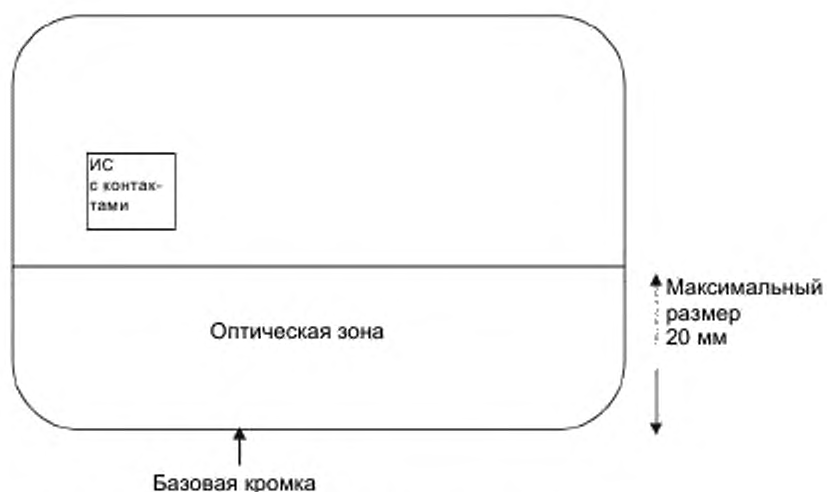 ИС
с контак-
тами
Оптическая зона
Максимальный
размер
20 мм
Базовая кромка